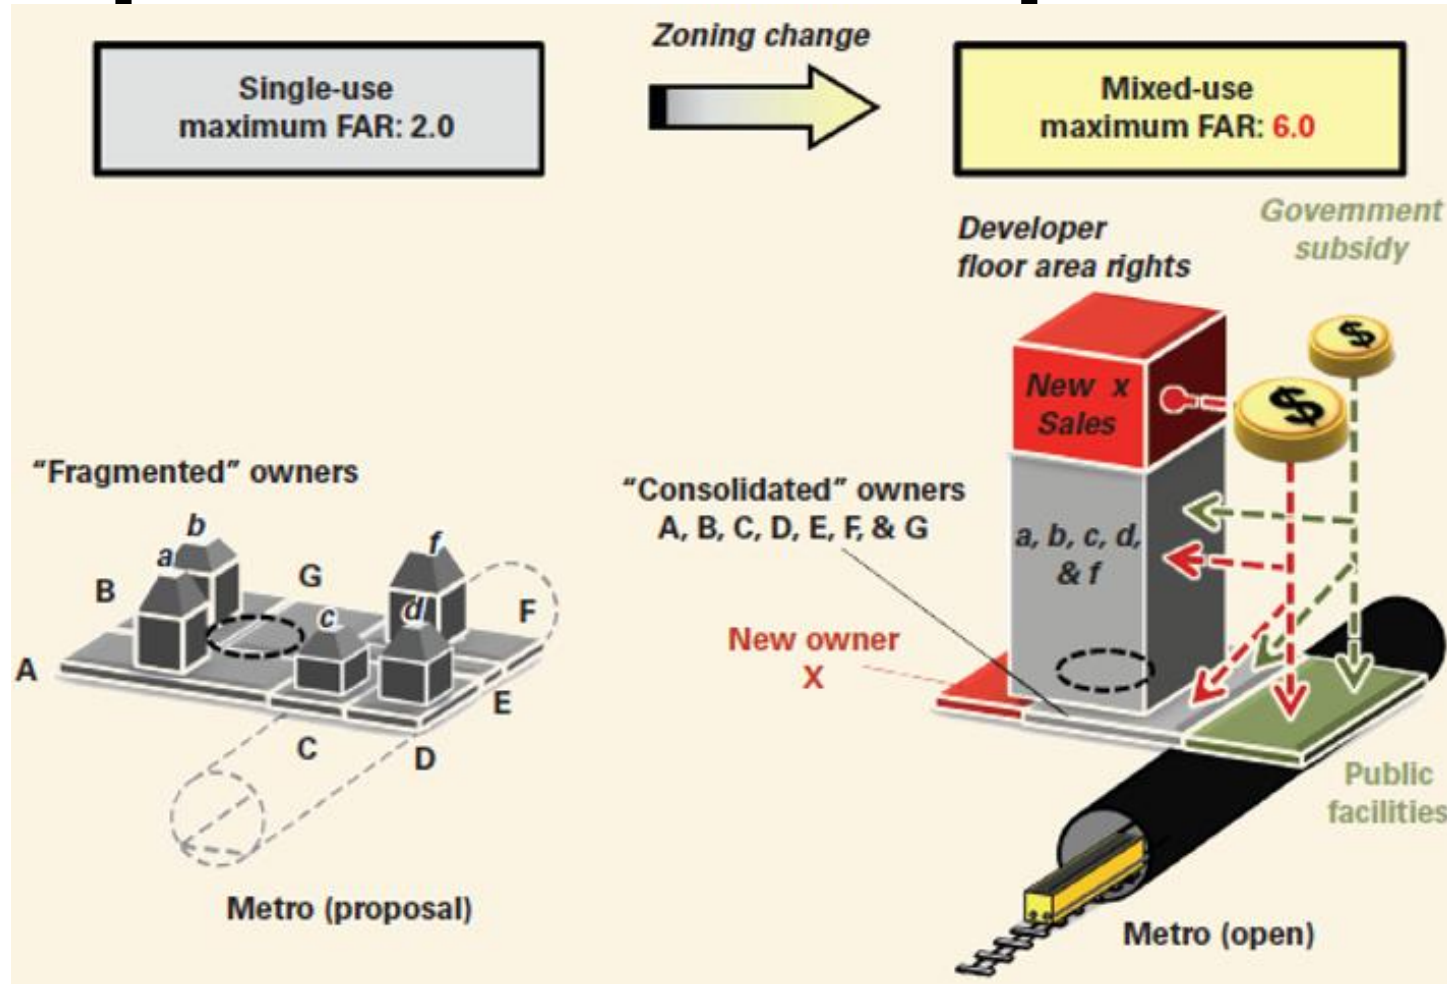 Single-use
maximum FAR: 2.0
Zoning change
Mixed-use
maximum FAR: 6.0
Developer
floor area rights
Government
subsidy
$
$
New x
Sales
"Fragmented" owners
"Consolidated" owners
A, B, C, D, E, F, & G
a, b, c, d,
& f
b
a
f
B
G
c
d
F
A
E
C
D
New owner
X
Public
facilities
Metro (proposal)
Metro (open)